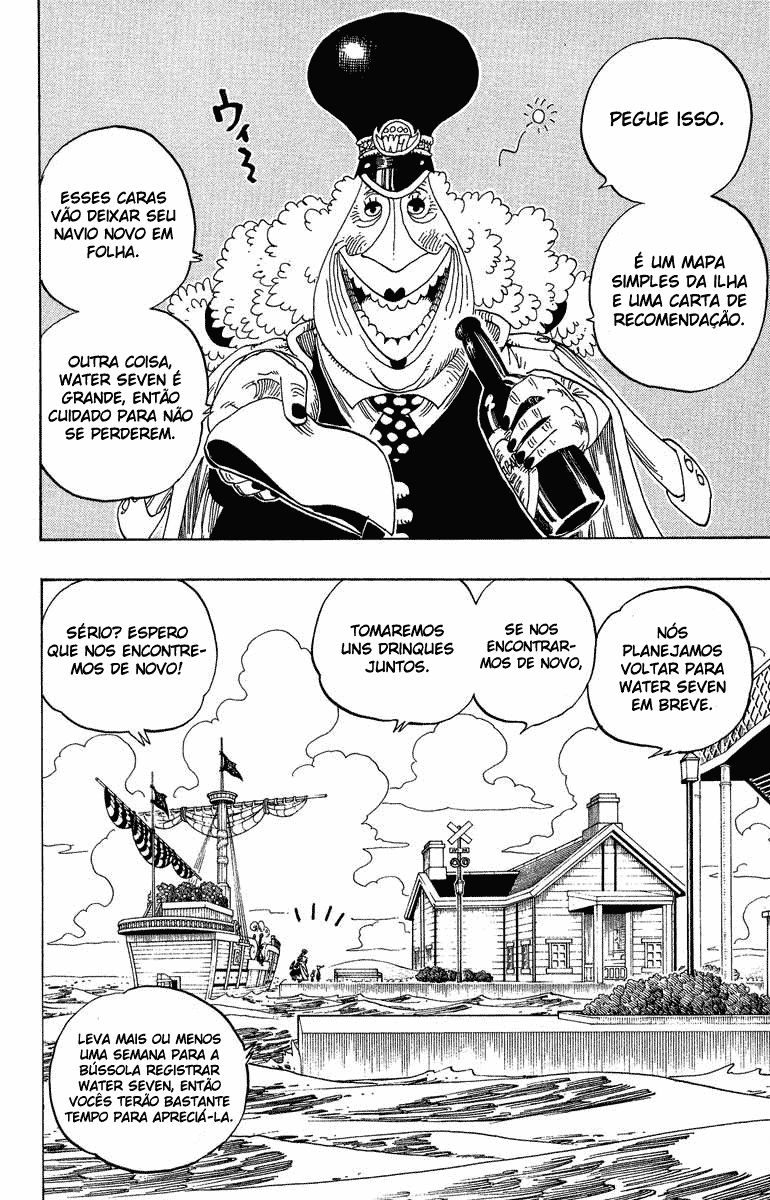 PEGUE ISSO.
É UM MAPA
SIMPLES DA ILHA
E UMA CARTA DE
RECOMENDAÇÃO.
ウィ〜
W7
ESSES CARAS
VÃO DEIXAR SEU
NAVIO NOVO EM
FOLHA.
OUTRA COISA,
WATER SEVEN É
GRANDE, ENTÃO
CUIDADO PARA NÃO
SE PERDEREM.
NÓS
PLANEJAMOS
VOLTAR PARA
WATER SEVEN
EM BREVE.
SE NOS
ENCONTRAR-
MOS DE NOVO,
TOMAREMOS
UNS DRINQUES
JUNTOS.
SÉRIO? ESPERO
QUE NOS ENCONTRE-
MOS DE NOVO!
LEVA MAIS OU MENOS
UMA SEMANA PARA A
BÚSSOLA REGISTRAR
WATER SEVEN, ENTÃO
VOCÊS TERÃO BASTANTE
TEMPO PARA APRECIÁ-LA.